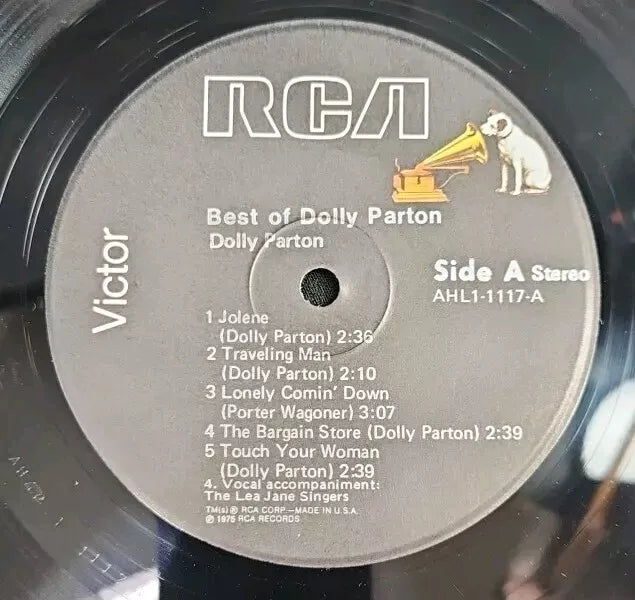 RCA
Best of Dolly Parton
Dolly Parton
Victor
Side A Stereo
AHL1-1117-A
1 Jolene
(Dolly Parton) 2:36
2 Traveling Man
(Dolly Parton) 2:10
3 Lonely Comin' Down
(Porter Wagoner) 3:07
4 The Bargain Store (Dolly Parton) 2:39
5 Touch Your Woman
(Dolly Parton) 2:39
4. Vocal accompaniment:
The Lea Jane Singers
TM(s) ® RCA CORP—MADE IN U.S.A.
℗ 1975 RCA RECORDS